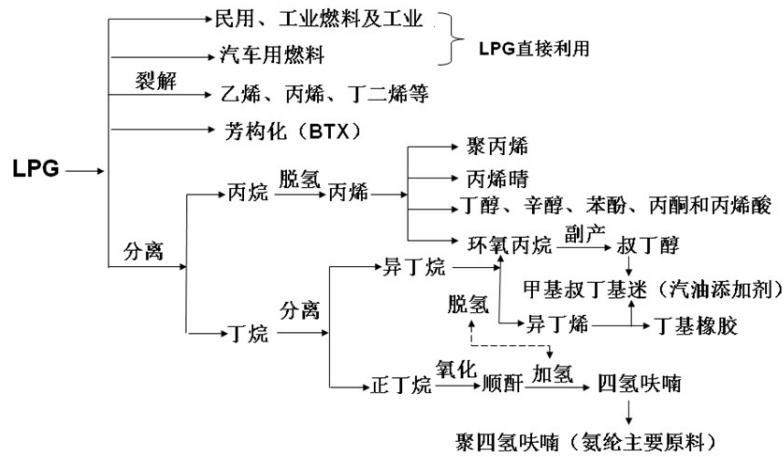 民用、工业燃料及工业
汽车用燃料
LPG直接利用
裂解
乙烯、丙烯、丁二烯等
芳构化（BTX）
LPG
聚丙烯
丙烯晴
丁醇、辛醇、苯酚、丙酮和丙烯酸
丙烷
脱氢
丙烯
环氧丙烷
副产
叔丁醇
分离
异丁烷
甲基叔丁基迷（汽油添加剂）
丁烷
分离
脱氢
异丁烯
丁基橡胶
正丁烷
氧化
顺酐
加氢
四氢呋喃
聚四氢呋喃（氨纶主要原料）